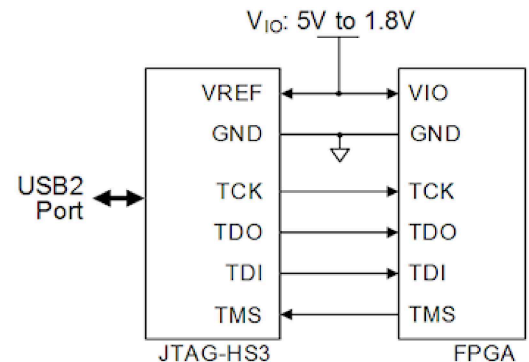 VIO: 5V to 1.8V
VREF VIO
GND GND
USB2
Port
TCK TCK
TDO TDO
TDI TDI
TMS TMS
JTAG-HS3 FPGA